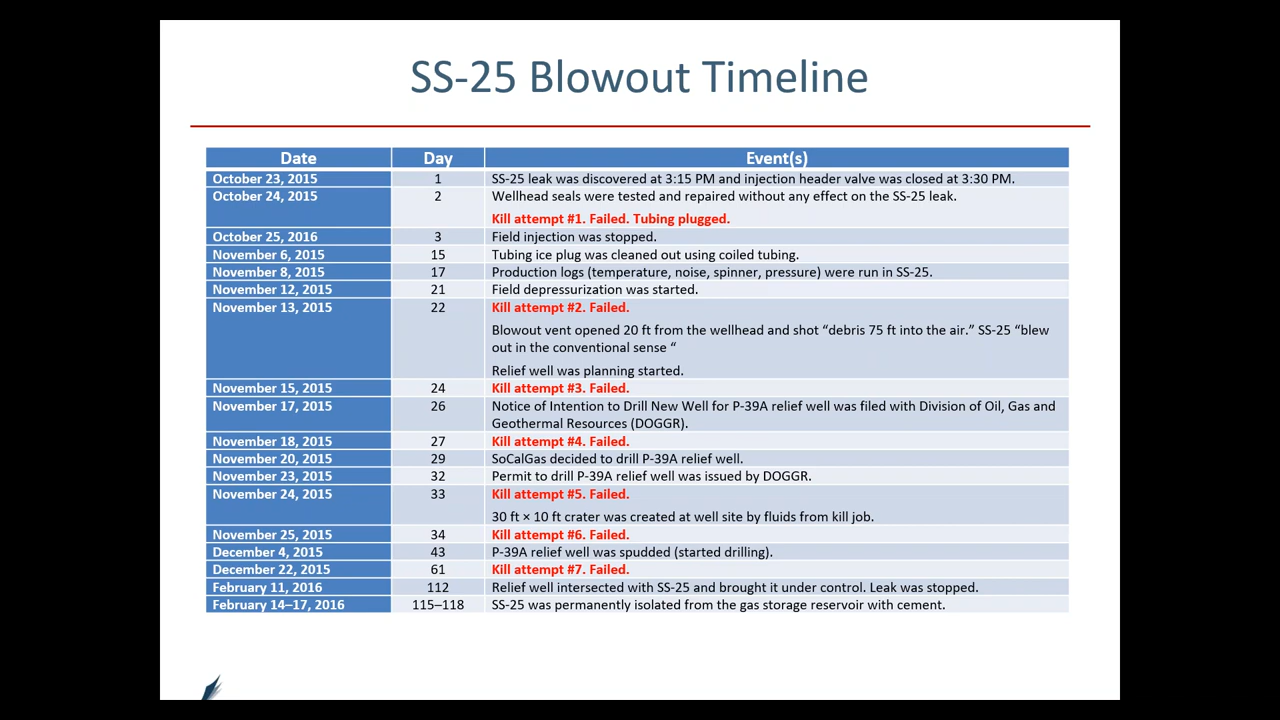 SS-25 Blowout Timeline
Date Day Event(s)
October 23, 2015 1 SS-25 leak was discovered at 3:15 PM and injection header valve was closed at 3:30 PM.
October 24, 2015 2 Wellhead seals were tested and repaired without any effect on the SS-25 leak.
Kill attempt #1. Failed. Tubing plugged.
October 25, 2016 3 Field injection was stopped.
November 6, 2015 15 Tubing ice plug was cleaned out using coiled tubing.
November 8, 2015 17 Production logs (temperature, noise, spinner, pressure) were run in SS-25.
November 12, 2015 21 Field depressurization was started.
November 13, 2015 22 Kill attempt #2. Failed.
Blowout vent opened 20 ft from the wellhead and shot “debris 75 ft into the air.” SS-25 “blew
out in the conventional sense “
Relief well was planning started.
November 15, 2015 24 Kill attempt #3. Failed.
November 17, 2015 26 Notice of Intention to Drill New Well for P-39A relief well was filed with Division of Oil, Gas and
Geothermal Resources (DOGGR).
November 18, 2015 27 Kill attempt #4. Failed.
November 20, 2015 29 SoCalGas decided to drill P-39A relief well.
November 23, 2015 32 Permit to drill P-39A relief well was issued by DOGGR.
November 24, 2015 33 Kill attempt #5. Failed.
30 ft × 10 ft crater was created at well site by fluids from kill job.
November 25, 2015 34 Kill attempt #6. Failed.
December 4, 2015 43 P-39A relief well was spudded (started drilling).
December 22, 2015 61 Kill attempt #7. Failed.
February 11, 2016 112 Relief well intersected with SS-25 and brought it under control. Leak was stopped.
February 14–17, 2016 115–118 SS-25 was permanently isolated from the gas storage reservoir with cement.